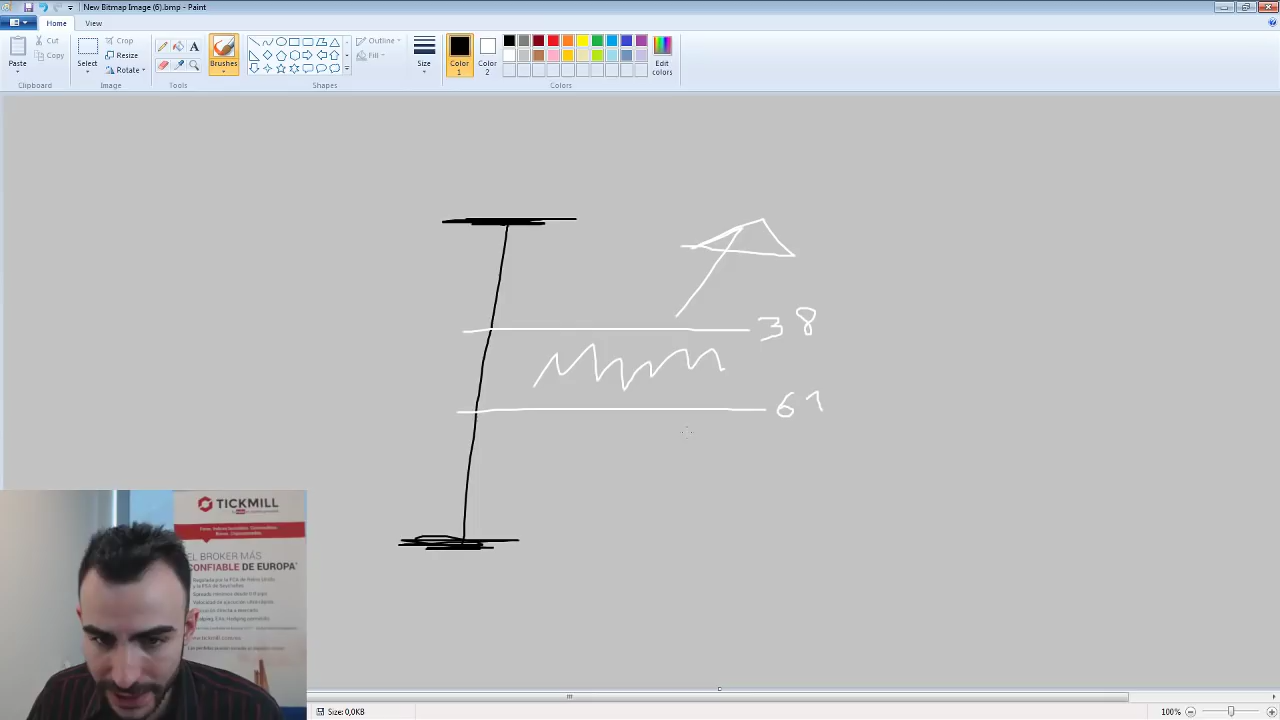 New Bitmap Image (6).bmp - Paint
Home
View
Paste
Cut
Copy
Clipboard
Select
Crop
Resize
Rotate
Image
A
Tools
Brushes
Outline
Fill
Shapes
Size
Color
1
Color
2
Edit
colors
Colors
38
61
TICKMILL
EL BROKER MÁS
CONFIABLE DE EUROPA
Size: 0,0KB
100%